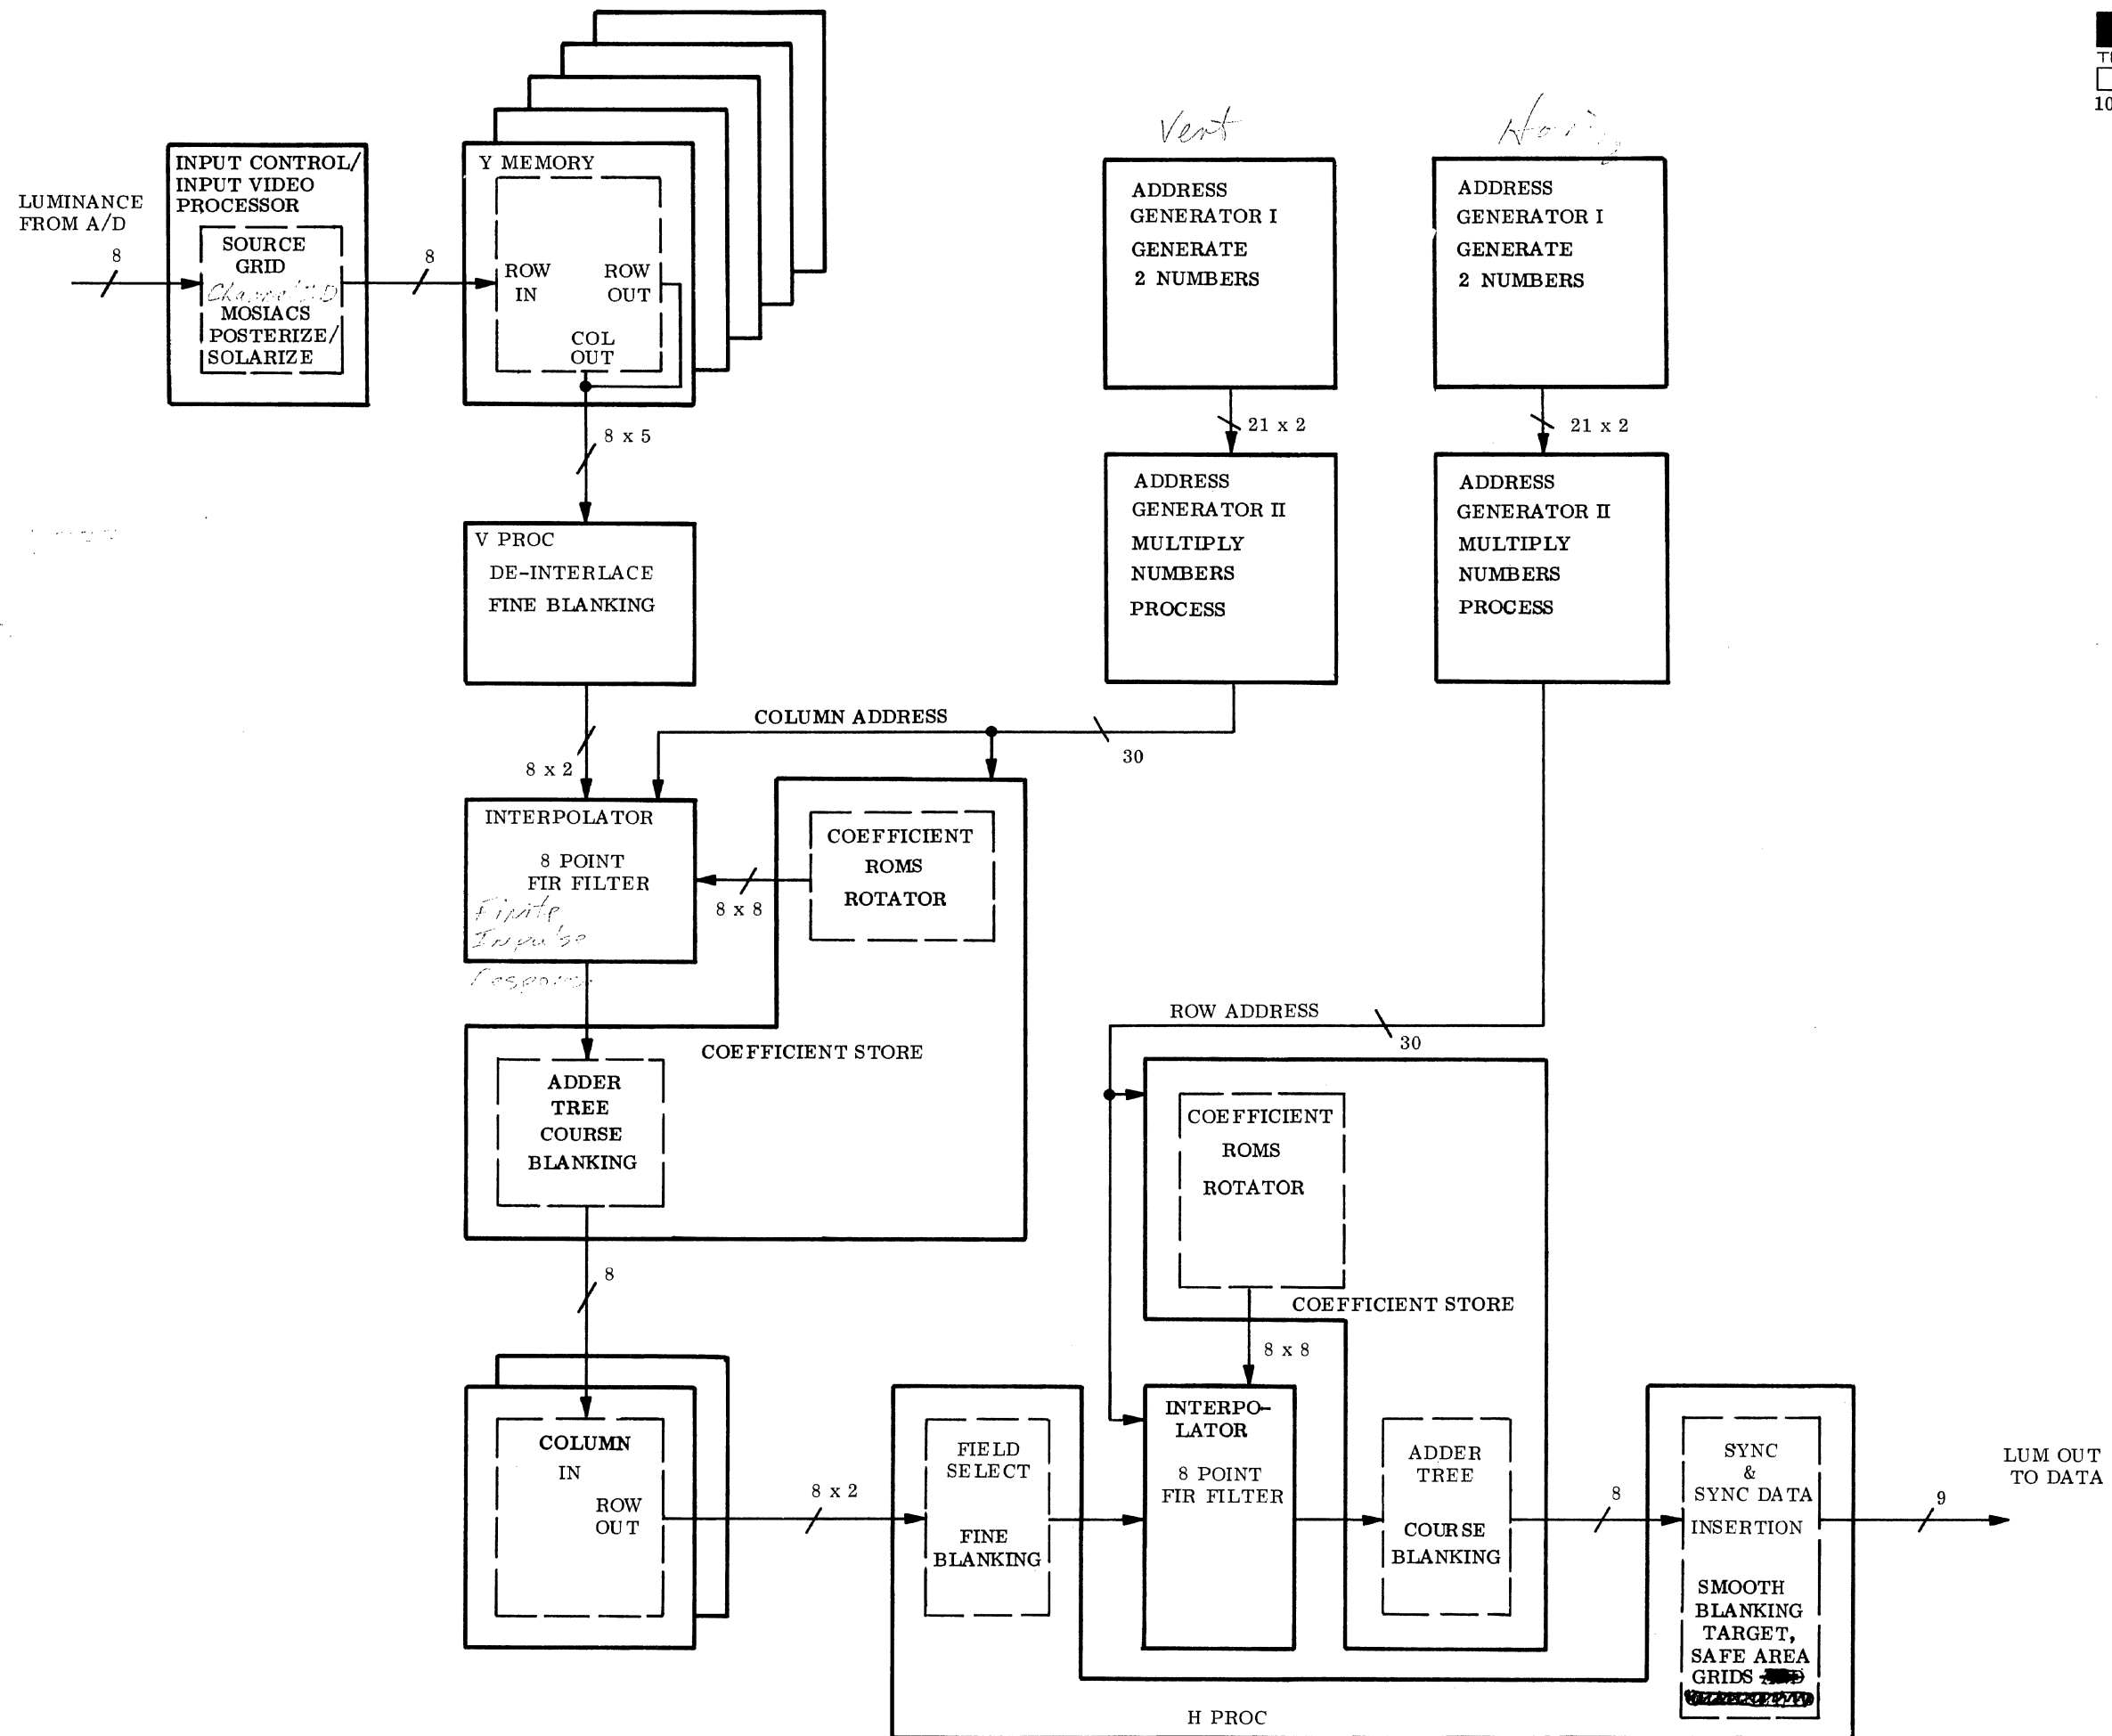 Vent
INPUT CONTROL/
INPUT VIDEO
PROCESSOR
LUMINANCE
FROM A/D
8
SOURCE
GRID
MOSIACS
POSTERIZE/
SOLARIZE
8
Y MEMORY
ROW
IN
ROW
OUT
COL
OUT
8 x 5
ADDRESS
GENERATOR I
GENERATE
2 NUMBERS
21 x 2
ADDRESS
GENERATOR II
MULTIPLY
NUMBERS
PROCESS
ADDRESS
GENERATOR I
GENERATE
2 NUMBERS
21 x 2
ADDRESS
GENERATOR II
MULTIPLY
NUMBERS
PROCESS
V PROC
DE-INTERLACE
FINE BLANKING
COLUMN ADDRESS
30
8 x 2
INTERPOLATOR
8 POINT
FIR FILTER
Finite
Impulse
Response
8 x 8
COEFFICIENT
ROMS
ROTATOR
COEFFICIENT STORE
ADDER
TREE
COURSE
BLANKING
8
ROW ADDRESS
30
COEFFICIENT
ROMS
ROTATOR
COEFFICIENT STORE
8 x 8
COLUMN
IN
ROW
OUT
8 x 2
FIELD
SELECT
FINE
BLANKING
INTERPO-
LATOR
8 POINT
FIR FILTER
ADDER
TREE
COURSE
BLANKING
8
SYNC
&
SYNC DATA
INSERTION
SMOOTH
BLANKING
TARGET,
SAFE AREA
GRIDS
9
LUM OUT
TO DATA
H PROC
10